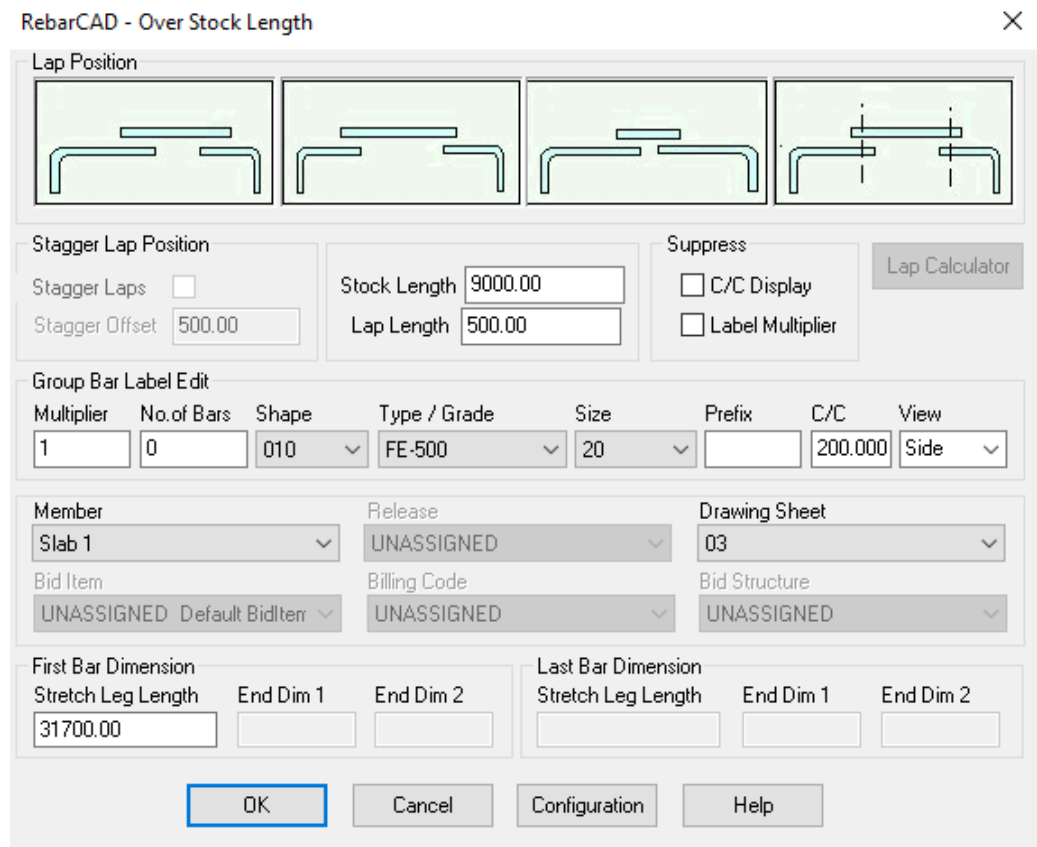 RebarCAD - Over Stock Length
Lap Position
Stagger Lap Position
Suppress
Stagger Laps
Stock Length 9000.00
C/C Display
Lap Calculator
Stagger Offset 500.00
Lap Length 500.00
Label Multiplier
Group Bar Label Edit
Multiplier No.of Bars Shape Type / Grade Size Prefix C/C View
1 0 010 FE-500 20 200.000 Side
Member Release Drawing Sheet
Slab 1 UNASSIGNED 03
Bid Item Billing Code Bid Structure
UNASSIGNED Default BidItem UNASSIGNED UNASSIGNED
First Bar Dimension Last Bar Dimension
Stretch Leg Length End Dim 1 End Dim 2 Stretch Leg Length End Dim 1 End Dim 2
31700.00
OK Cancel Configuration Help